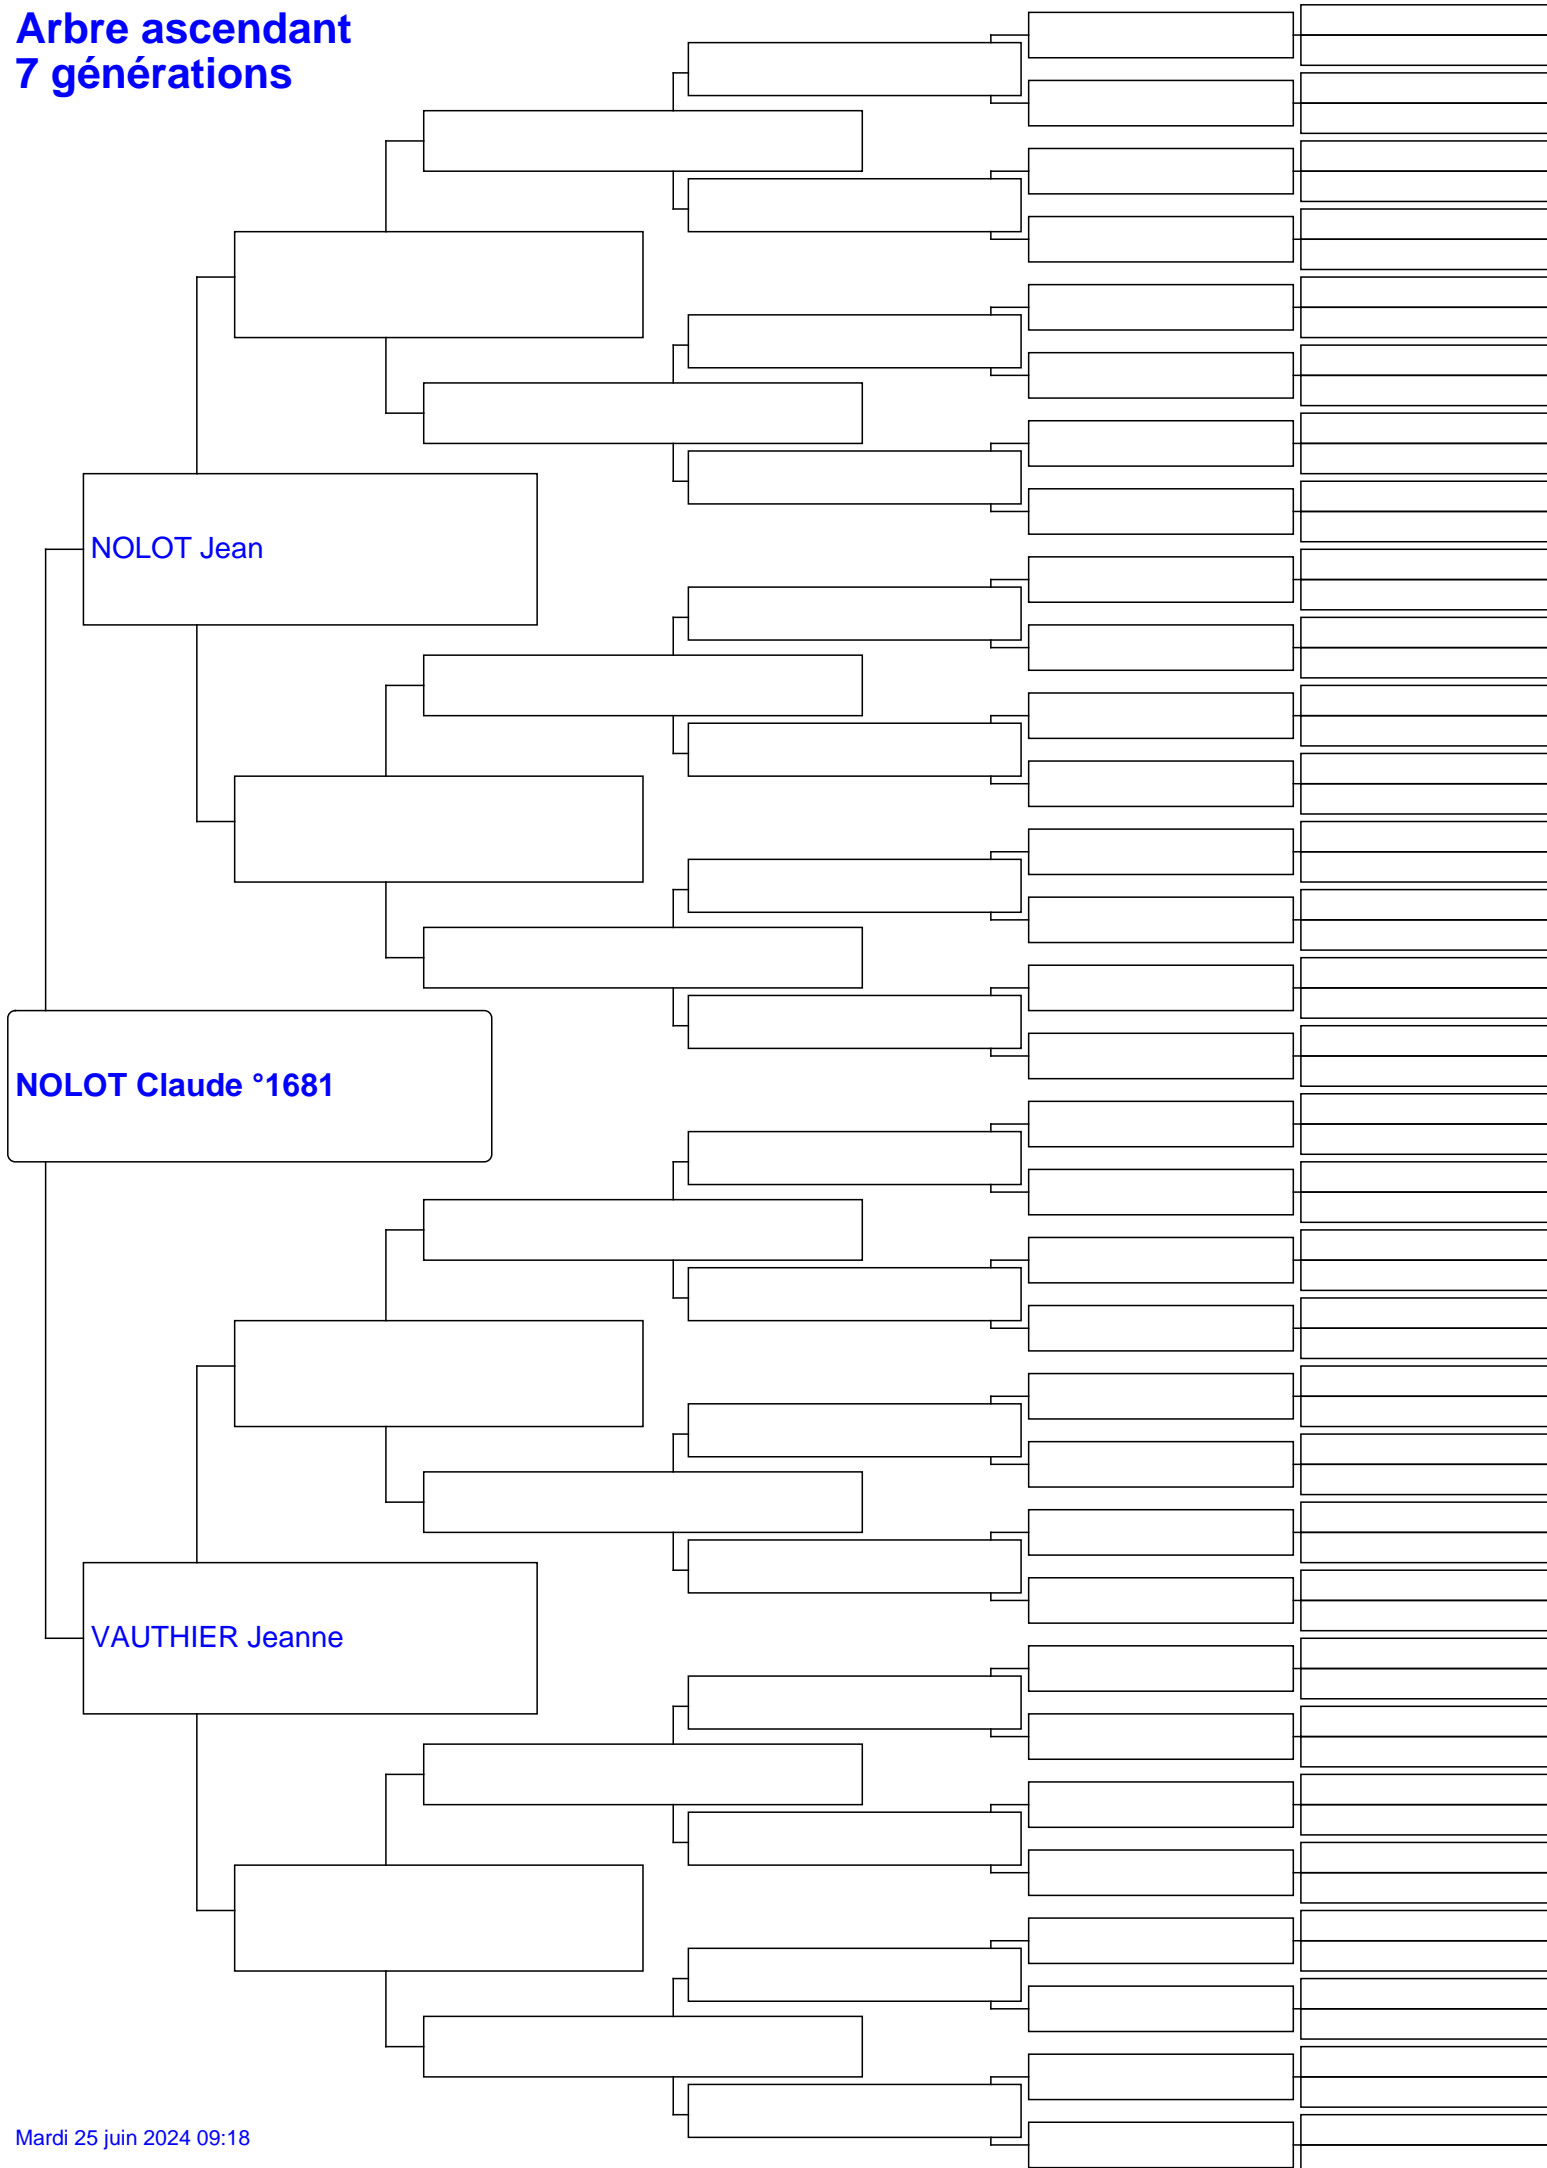 Arbre ascendant
7 générations
NOLOT Jean
NOLOT Claude °1681
VAUTHIER Jeanne
Mardi 25 juin 2024 09:18